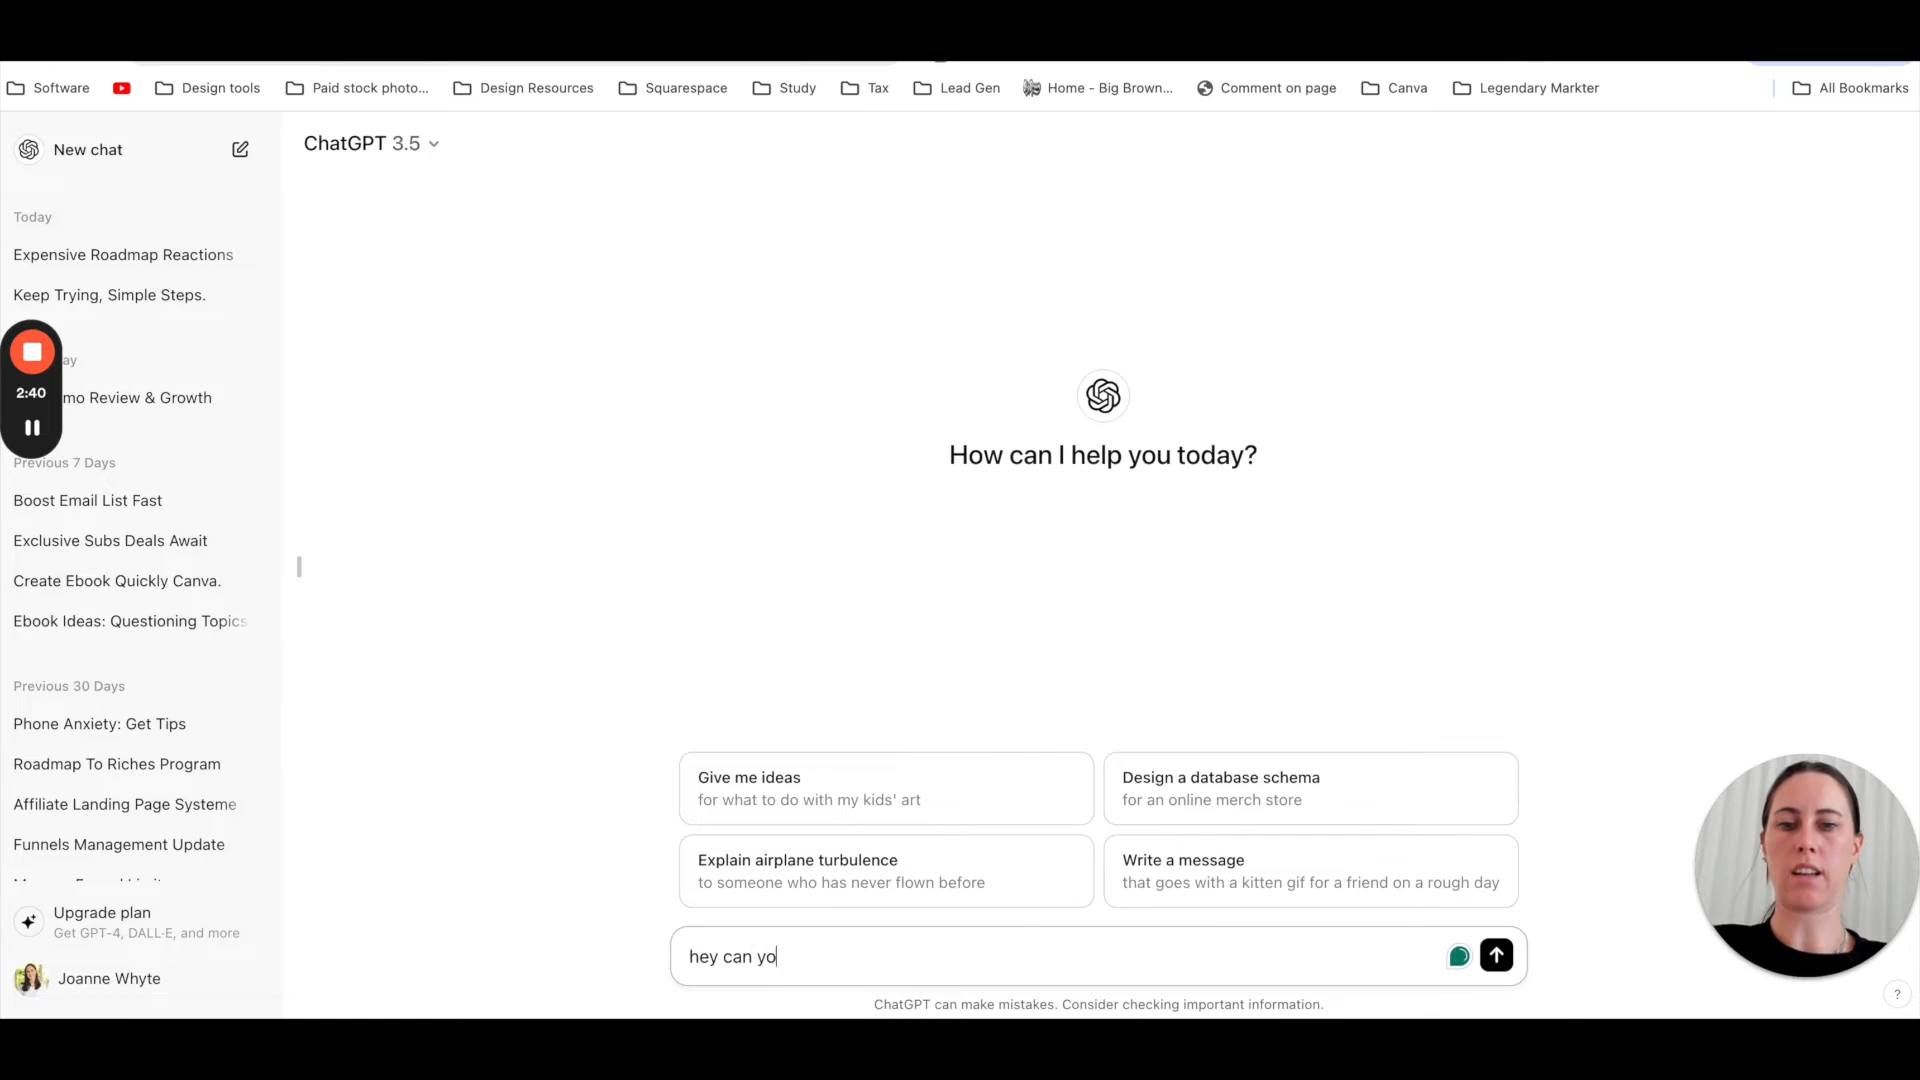 Software
Design tools
Paid stock photo...
Design Resources
Squarespace
Study
Tax
Lead Gen
Home - Big Brown...
Comment on page
Canva
Legendary Markter
All Bookmarks
New chat
ChatGPT 3.5
Today
Expensive Roadmap Reactions
Keep Trying, Simple Steps.
ay
2:40
mo Review & Growth
Previous 7 Days
Boost Email List Fast
Exclusive Subs Deals Await
Create Ebook Quickly Canva.
Ebook Ideas: Questioning Topics
Previous 30 Days
Phone Anxiety: Get Tips
Roadmap To Riches Program
Affiliate Landing Page Systeme
Funnels Management Update
Upgrade plan
Get GPT-4, DALL·E, and more
Joanne Whyte
How can I help you today?
Give me ideas
for what to do with my kids' art
Design a database schema
for an online merch store
Explain airplane turbulence
to someone who has never flown before
Write a message
that goes with a kitten gif for a friend on a rough day
hey can yo
ChatGPT can make mistakes. Consider checking important information.
?